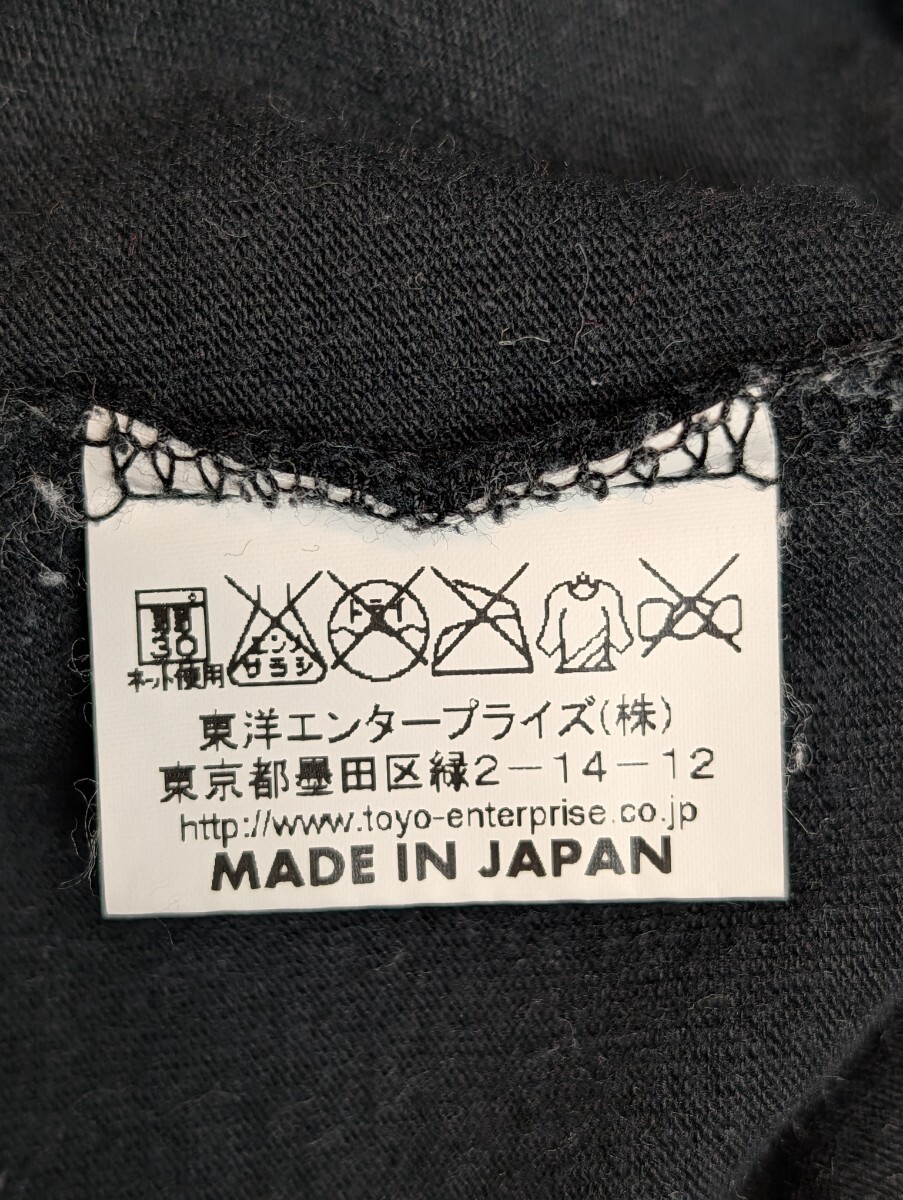 弱 30
エンソ
サラシ
ドライ
ネット使用
東洋エンタープライズ(株)
東京都墨田区緑2-14-12
http://www.toyo-enterprise.co.jp
MADE IN JAPAN